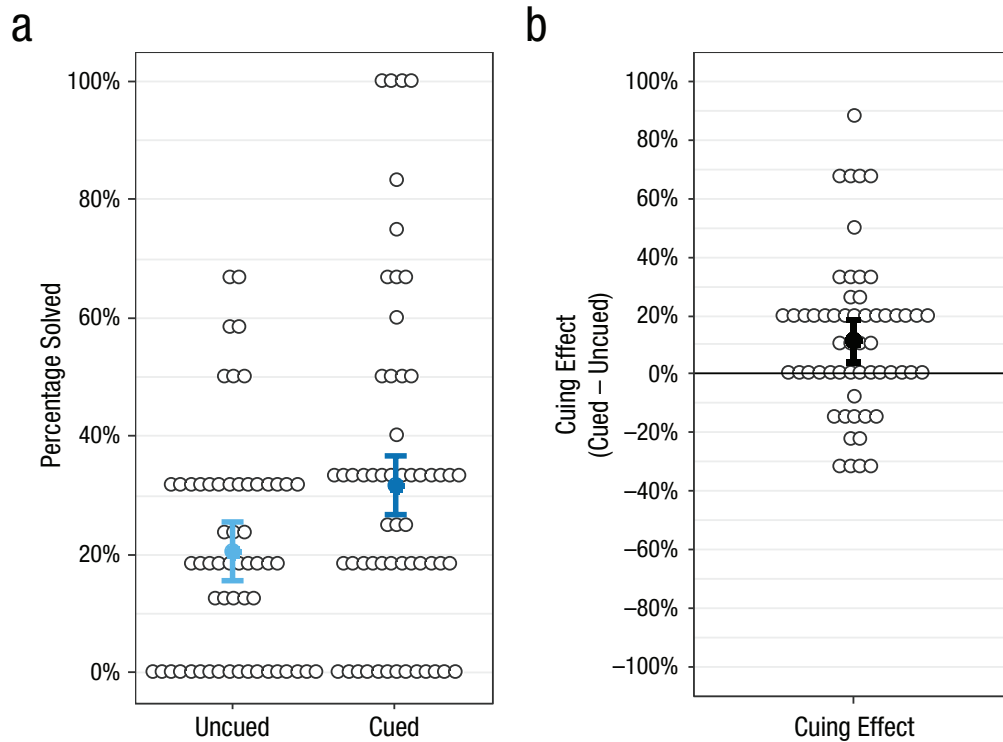 a
Percentage Solved
100%
80%
60%
40%
20%
0%
Uncued
Cued
b
Cuing Effect
(Cued – Uncued)
100%
80%
60%
40%
20%
0%
–20%
–40%
–60%
–80%
–100%
Cuing Effect